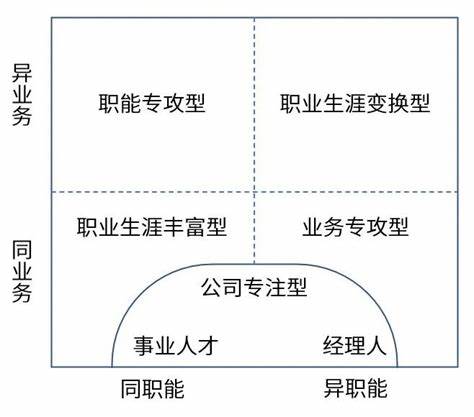 异业务
职能专攻型
职业生涯变换型
同业务
职业生涯丰富型
业务专攻型
公司专注型
事业人才
经理人
同职能
异职能